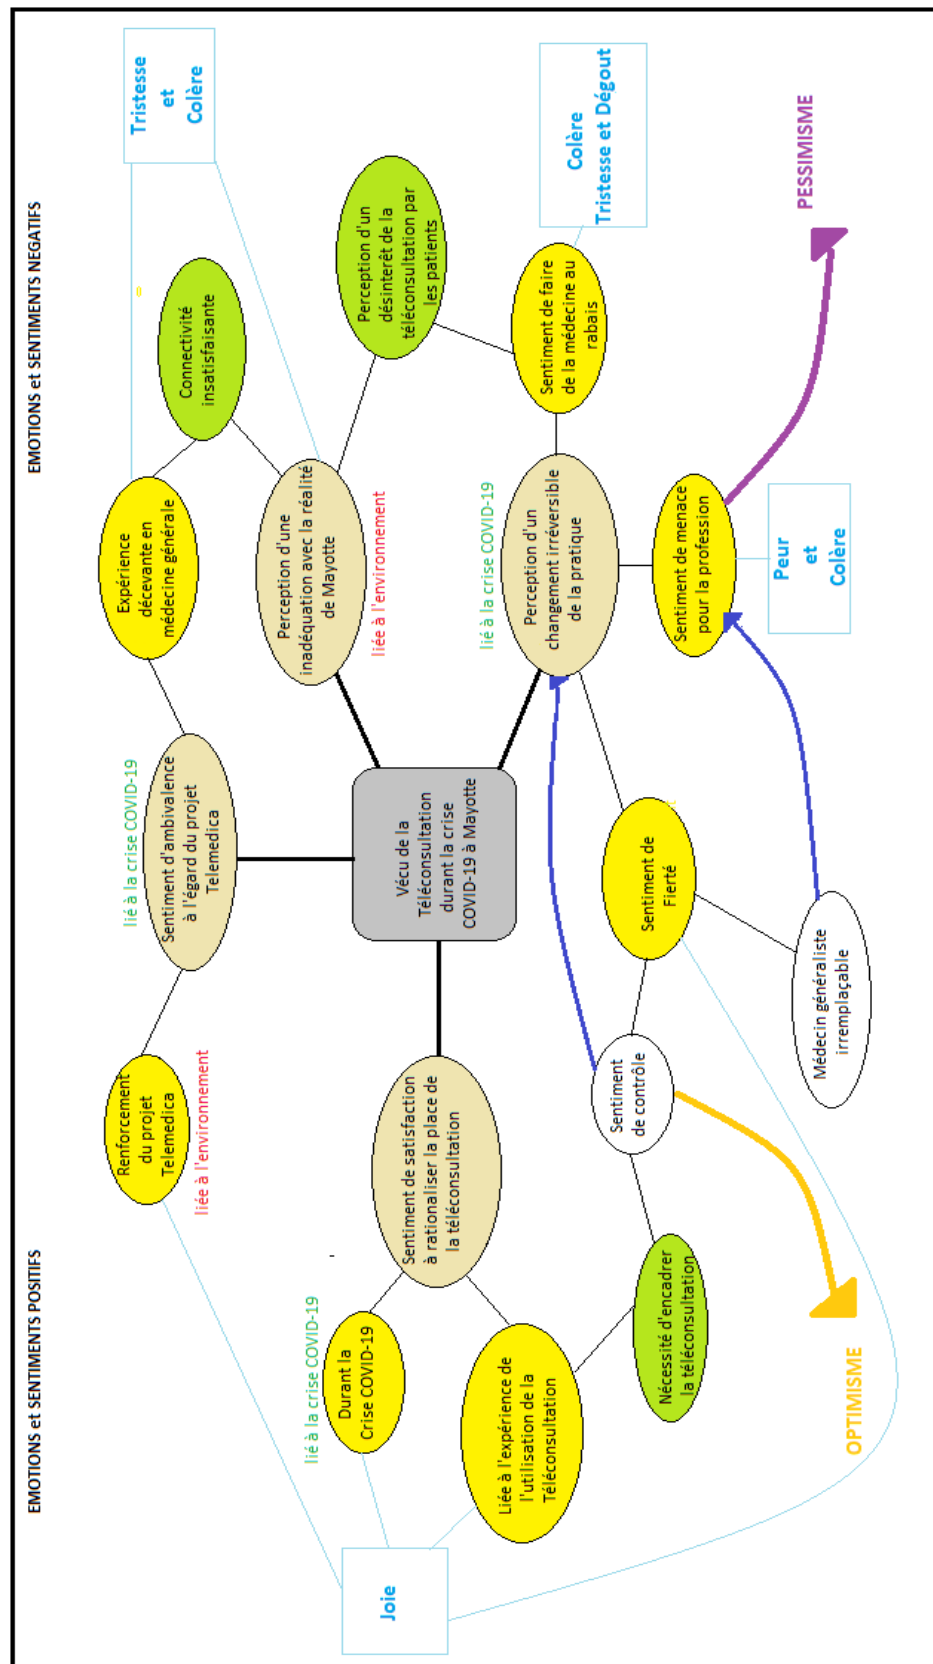 EMOTIONS et SENTIMENTS POSITIFS
EMOTIONS et SENTIMENTS NEGATIFS
Joie
Renforcement
du projet
Telemedica
liée à l'environnement
lié à la crise COVID-19
Sentiment d'ambivalence
à l'égard du projet
Telemedica
Expérience
décevante en
médecine générale
Connectivité
insatisfaisante
Tristesse
et
Colère
Perception d'une
inadéquation avec la réalité
de Mayotte
liée à l'environnement
Perception d'un
désinterêt de la
téléconsultation par
les patients
lié à la crise COVID-19
Durant la
Crise COVID-19
Sentiment de satisfaction
à rationaliser la place de
la téléconsultation
Vécu de la
Téléconsultation
durant la crise
COVID-19 à Mayotte
lié à la crise COVID-19
Perception d'un
changement irréversible
de la pratique
Sentiment de faire
de la médecine au
rabais
Colère
Tristesse et Dégout
Liée à l'expérience de
l'utilisation de la
Téléconsultation
Nécessité d'encadrer
la téléconsultation
Sentiment
de contrôle
Sentiment de
Fierté
Sentiment de menace
pour la profession
Peur
et
Colère
Médecin généraliste
irremplaçable
OPTIMISME
PESSIMISME